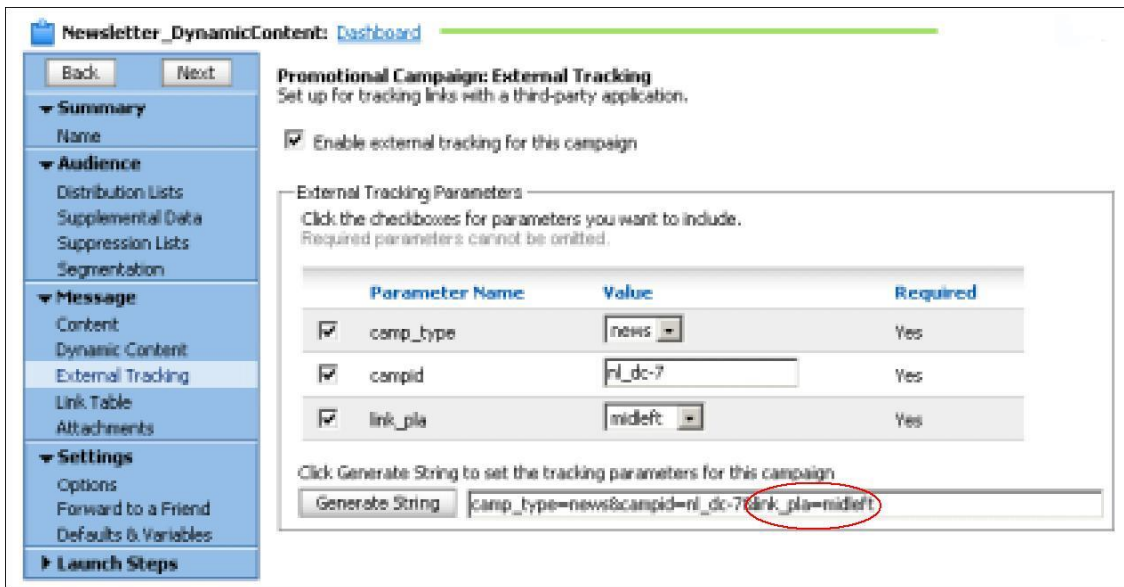 Newsletter_DynamicContent: Dashboard
Back Next
Summary
Name
Audience
Distribution Lists
Supplemental Data
Suppression Lists
Segmentation
Message
Content
Dynamic Content
External Tracking
Link Table
Attachments
Settings
Options
Forward to a Friend
Defaults & Variables
Launch Steps
Promotional Campaign: External Tracking
Set up for tracking links with a third-party application.
Enable external tracking for this campaign
External Tracking Parameters
Click the checkboxes for parameters you want to include.
Required parameters cannot be omitted.
Parameter Name Value Required
camp_type news Yes
campid nl_dc-7 Yes
link_pla midleft Yes
Click Generate String to set the tracking parameters for this campaign
Generate String camp_type=news&campid=nl_dc-7&link_pla=midleft